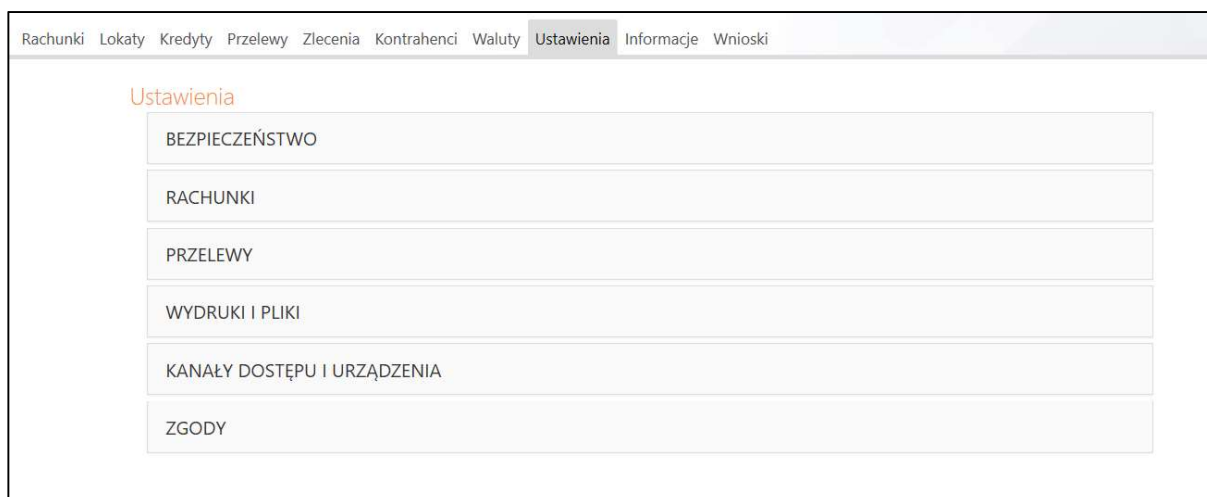 Rachunki Lokaty Kredyty Przelewy Zlecenia Kontrahenci Waluty Ustawienia Informacje Wnioski
Ustawienia
BEZPIECZEŃSTWO
RACHUNKI
PRZELEWY
WYDRUKI I PLIKI
KANAŁY DOSTĘPU I URZĄDZENIA
ZGODY